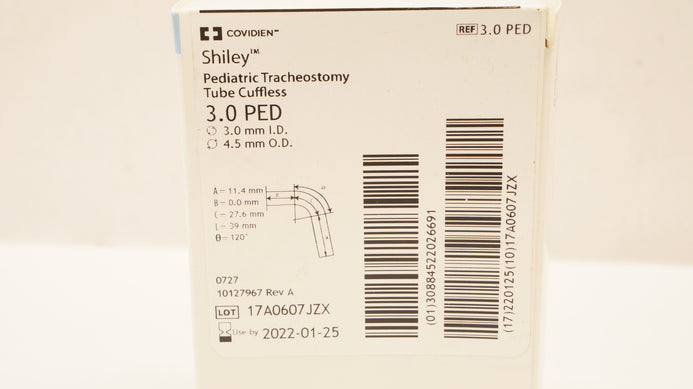 COVIDIEN™
REF 3.0 PED
Shiley™
Pediatric Tracheostomy
Tube Cuffless
3.0 PED
3.0 mm I.D.
4.5 mm O.D.
A= 11.4 mm
B= 0.0 mm
C= 27.6 mm
L= 39 mm
θ= 120°
0727
10127967 Rev A
LOT 17A0607JZX
Use-by 2022-01-25
(01)30884522026691
(17)220125(10)17A0607JZX